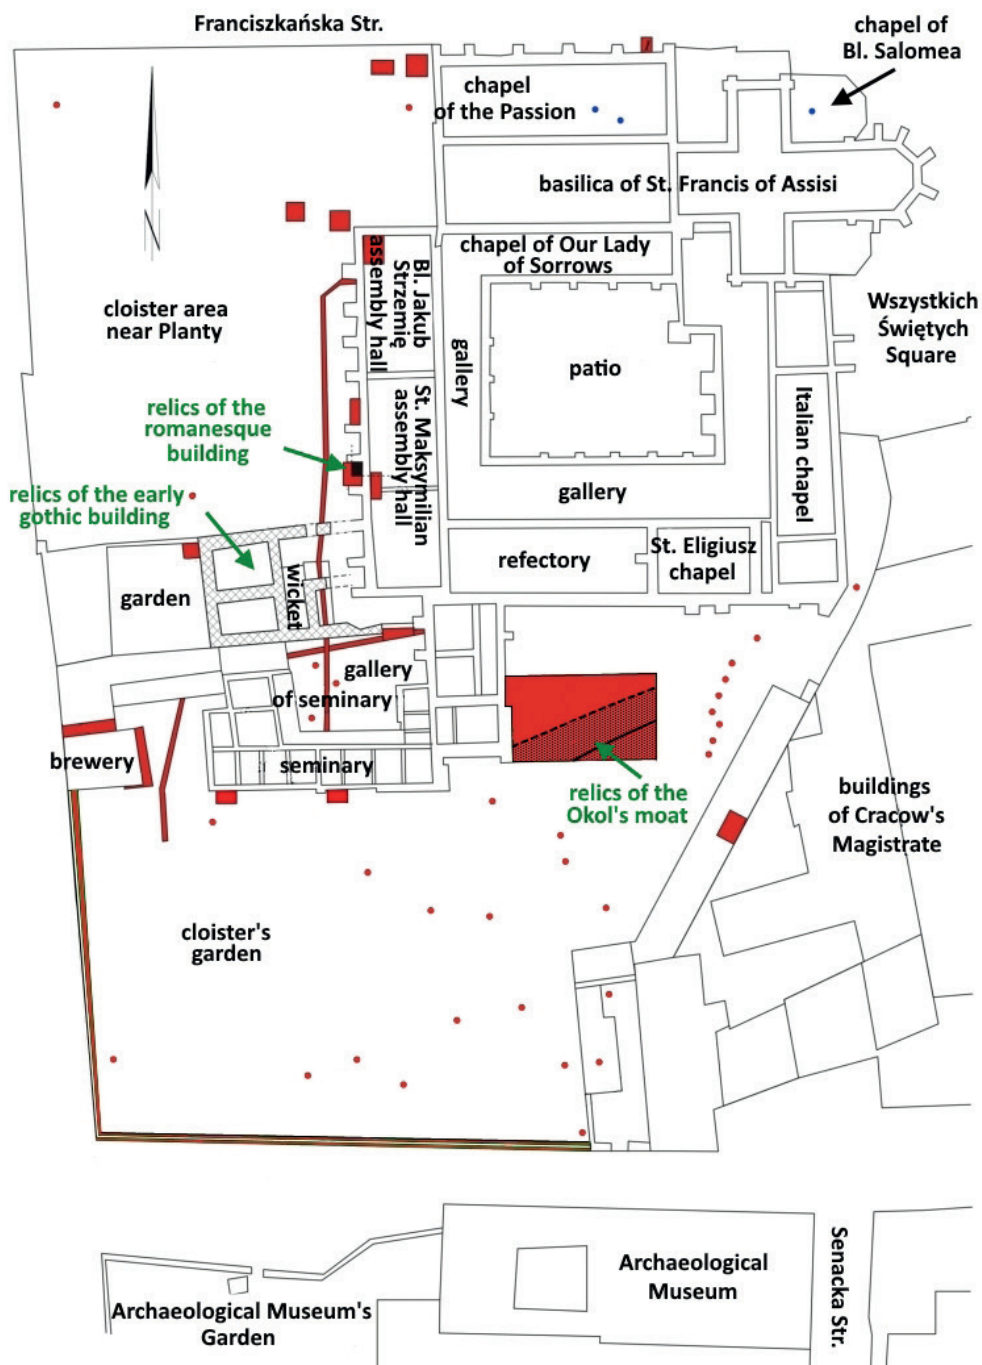 Franciszkańska Str.
chapel of
Bl. Salomea
chapel
of the Passion
basilica of St. Francis of Assisi
chapel of Our Lady
of Sorrows
Bl. Jakub
Strzemię
assembly hall
cloister area
near Planty
Wszystkich
Świętych
Square
gallery
patio
St. Maksymilian
assembly hall
Italian chapel
relics of the
romanesque
building
relics of the early
gothic building
gallery
refectory
St. Eligiusz
chapel
garden
wicket
gallery
of seminary
brewery
seminary
relics of the
Okol's moat
buildings
of Cracow's
Magistrate
cloister's
garden
Archaeological
Museum
Senacka Str.
Archaeological Museum's
Garden